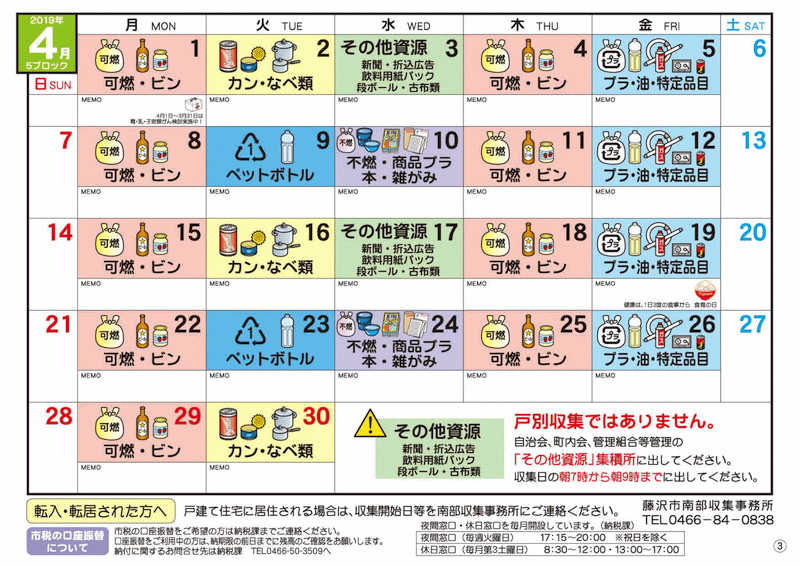 2019年
4月
5ブロック
日 SUN
月 MON
火 TUE
水 WED
木 THU
金 FRI
土 SAT
可燃
1
可燃・ビン
MEMO
4月1日〜3月31日は
胃・乳・子宮頸がん検診実施中！
2
カン・なべ類
MEMO
その他資源 3
新聞・折込広告
飲料用紙パック
段ボール・古布類
MEMO
可燃
4
可燃・ビン
MEMO
プラ
5
プラ・油・特定品目
MEMO
6
7
可燃
8
可燃・ビン
MEMO
1
9
ペットボトル
MEMO
不燃
10
不燃・商品プラ
本・雑がみ
MEMO
可燃
11
可燃・ビン
MEMO
プラ
12
プラ・油・特定品目
MEMO
13
14
可燃
15
可燃・ビン
MEMO
16
カン・なべ類
MEMO
その他資源 17
新聞・折込広告
飲料用紙パック
段ボール・古布類
MEMO
可燃
18
可燃・ビン
MEMO
プラ
19
プラ・油・特定品目
MEMO
健康は、1日3度の食事から 食育の日
20
21
可燃
22
可燃・ビン
MEMO
1
23
ペットボトル
MEMO
不燃
24
不燃・商品プラ
本・雑がみ
MEMO
可燃
25
可燃・ビン
MEMO
プラ
26
プラ・油・特定品目
MEMO
27
28
可燃
29
可燃・ビン
MEMO
30
カン・なべ類
MEMO
その他資源
新聞・折込広告
飲料用紙パック
段ボール・古布類
戸別収集ではありません。
自治会、町内会、管理組合等管理の
「その他資源」集積所に出してください。
収集日の朝7時から朝9時までに出してください。
転入・転居された方へ 戸建て住宅に居住される場合は、収集開始日等を南部収集事務所にご連絡ください。
藤沢市南部収集事務所
TEL0466-84-0838
市税の口座振替
について
市税の口座振替をご希望の方は納税課までご連絡ください。
口座振替をご利用中の方は、納期限の前日までに残高のご確認をお願いします。
納付に関するお問合せ先は納税課 TEL0466-50-3509へ
夜間窓口・休日窓口を毎月開設しています。（納税課）
夜間窓口（毎週火曜日） 17：15〜20：00 ※祝日を除く
休日窓口（毎月第3土曜日） 8：30〜12：00・13：00〜17：00
3